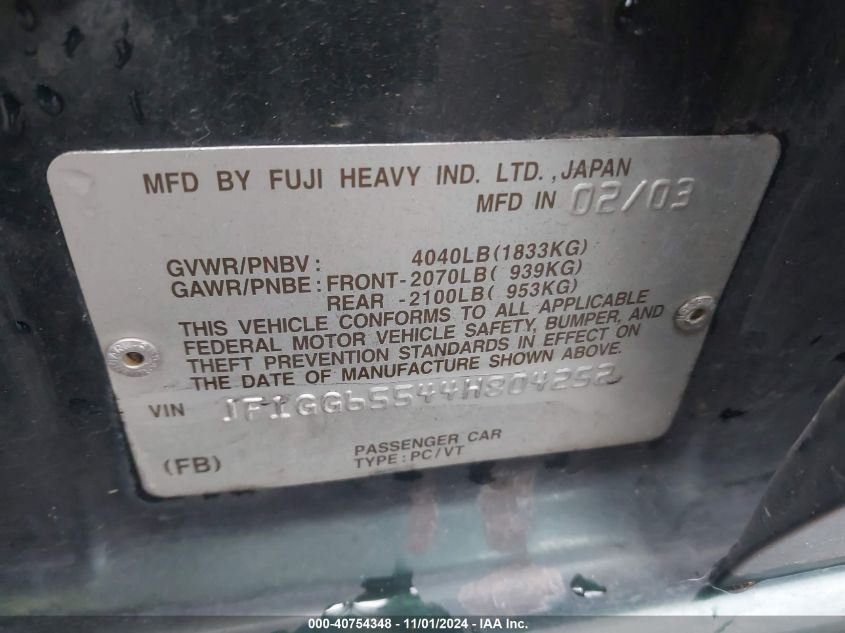 MFD BY FUJI HEAVY IND. LTD., JAPAN
MFD IN 02/03
GVWR/PNBV: 4040LB(1833KG)
GAWR/PNBE: FRONT-2070LB( 939KG)
REAR -2100LB( 953KG)
THIS VEHICLE CONFORMS TO ALL APPLICABLE
FEDERAL MOTOR VEHICLE SAFETY, BUMPER, AND
THEFT PREVENTION STANDARDS IN EFFECT ON
THE DATE OF MANUFACTURE SHOWN ABOVE.
VIN JF1GG65544H804252
PASSENGER CAR
(FB) TYPE: PC/VT
000-40754348 - 11/01/2024 - IAA Inc.